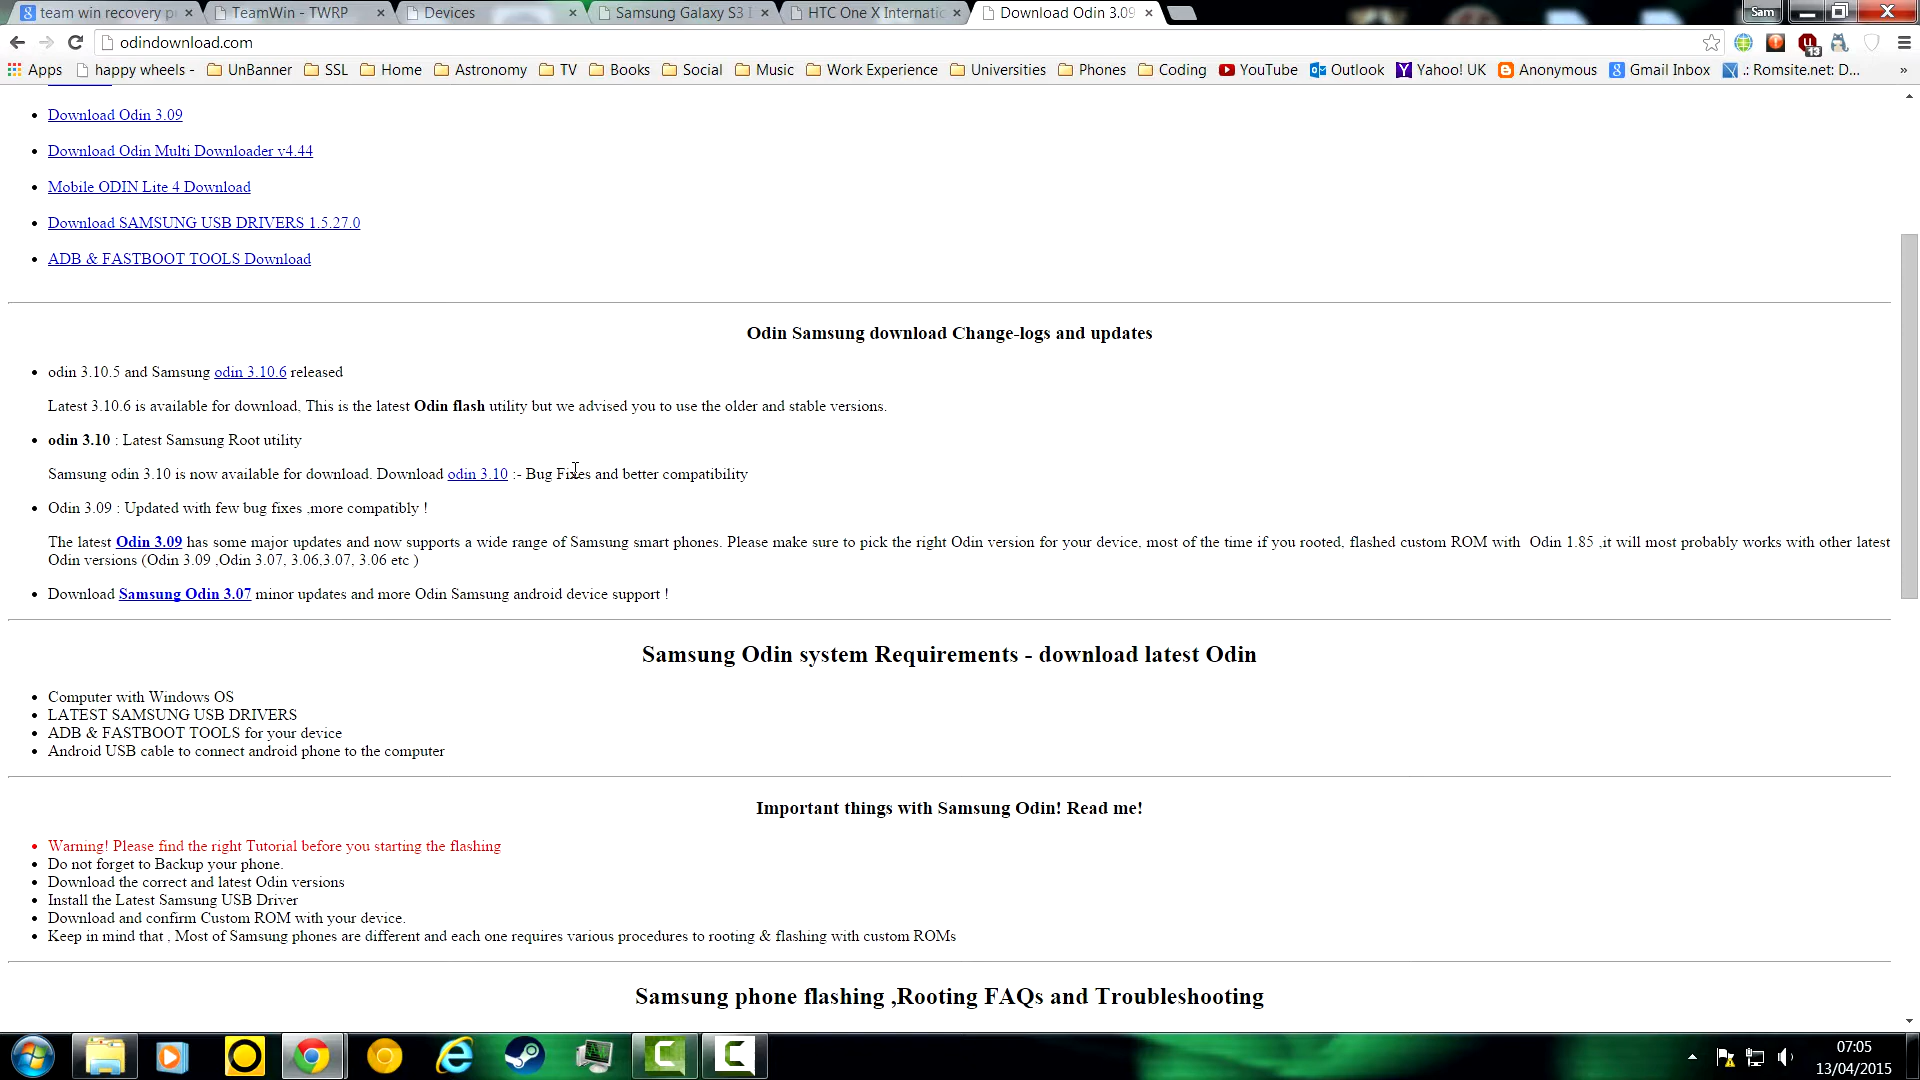 team win recovery p
TeamWin - TWRP
Devices
Samsung Galaxy S3 I
HTC One X Internatio
Download Odin 3.09
Sam
odindownload.com
13
Apps
happy wheels -
UnBanner
SSL
Home
Astronomy
TV
Books
Social
Music
Work Experience
Universities
Phones
Coding
YouTube
Outlook
Yahoo! UK
Anonymous
Gmail Inbox
.: Romsite.net: D...
»
Download Odin 3.09
Download Odin Multi Downloader v4.44
Mobile ODIN Lite 4 Download
Download SAMSUNG USB DRIVERS 1.5.27.0
ADB & FASTBOOT TOOLS Download
Odin Samsung download Change-logs and updates
odin 3.10.5 and Samsung odin 3.10.6 released
Latest 3.10.6 is available for download, This is the latest Odin flash utility but we advised you to use the older and stable versions.
odin 3.10 : Latest Samsung Root utility
Samsung odin 3.10 is now available for download. Download odin 3.10 :- Bug Fixes and better compatibility
Odin 3.09 : Updated with few bug fixes ,more compatibly !
The latest Odin 3.09 has some major updates and now supports a wide range of Samsung smart phones. Please make sure to pick the right Odin version for your device, most of the time if you rooted, flashed custom ROM with Odin 1.85 ,it will most probably works with other latest
Odin versions (Odin 3.09 ,Odin 3.07, 3.06,3.07, 3.06 etc )
Download Samsung Odin 3.07 minor updates and more Odin Samsung android device support !
Samsung Odin system Requirements - download latest Odin
Computer with Windows OS
LATEST SAMSUNG USB DRIVERS
ADB & FASTBOOT TOOLS for your device
Android USB cable to connect android phone to the computer
Important things with Samsung Odin! Read me!
Warning! Please find the right Tutorial before you starting the flashing
Do not forget to Backup your phone.
Download the correct and latest Odin versions
Install the Latest Samsung USB Driver
Download and confirm Custom ROM with your device.
Keep in mind that , Most of Samsung phones are different and each one requires various procedures to rooting & flashing with custom ROMs
Samsung phone flashing ,Rooting FAQs and Troubleshooting
07:05
13/04/2015